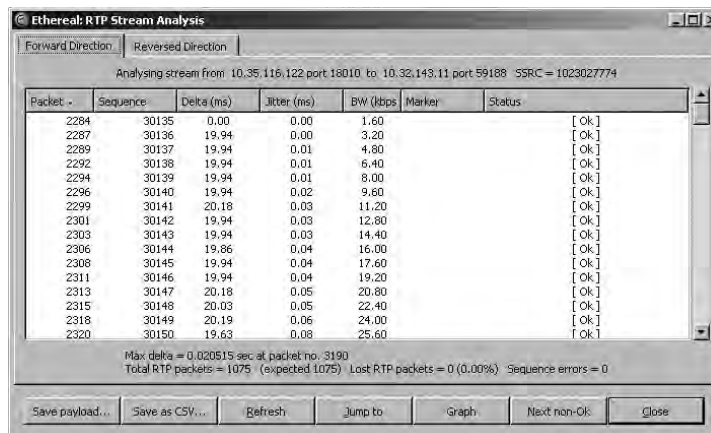 Ethereal: RTP Stream Analysis
Forward Direction Reversed Direction
Analysing stream from 10.35.116.122 port 18010 to 10.32.143.11 port 59188 SSRC = 1023027774
Packet Sequence Delta (ms) Jitter (ms) BW (kbps Marker Status
2284 30135 0.00 0.00 1.60 [ Ok ]
2287 30136 19.94 0.00 3.20 [ Ok ]
2289 30137 19.94 0.01 4.80 [ Ok ]
2292 30138 19.94 0.01 6.40 [ Ok ]
2294 30139 19.94 0.01 8.00 [ Ok ]
2296 30140 19.94 0.02 9.60 [ Ok ]
2299 30141 20.18 0.03 11.20 [ Ok ]
2301 30142 19.94 0.03 12.80 [ Ok ]
2303 30143 19.94 0.03 14.40 [ Ok ]
2306 30144 19.86 0.04 16.00 [ Ok ]
2308 30145 19.94 0.04 17.60 [ Ok ]
2311 30146 19.94 0.04 19.20 [ Ok ]
2313 30147 20.18 0.05 20.80 [ Ok ]
2315 30148 20.03 0.05 22.40 [ Ok ]
2318 30149 20.19 0.06 24.00 [ Ok ]
2320 30150 19.63 0.08 25.60 [ Ok ]
Max delta = 0.020515 sec at packet no. 3190
Total RTP packets = 1075 (expected 1075) Lost RTP packets = 0 (0.00%) Sequence errors = 0
Save payload... Save as CSV... Refresh Jump to Graph Next non-Ok Close